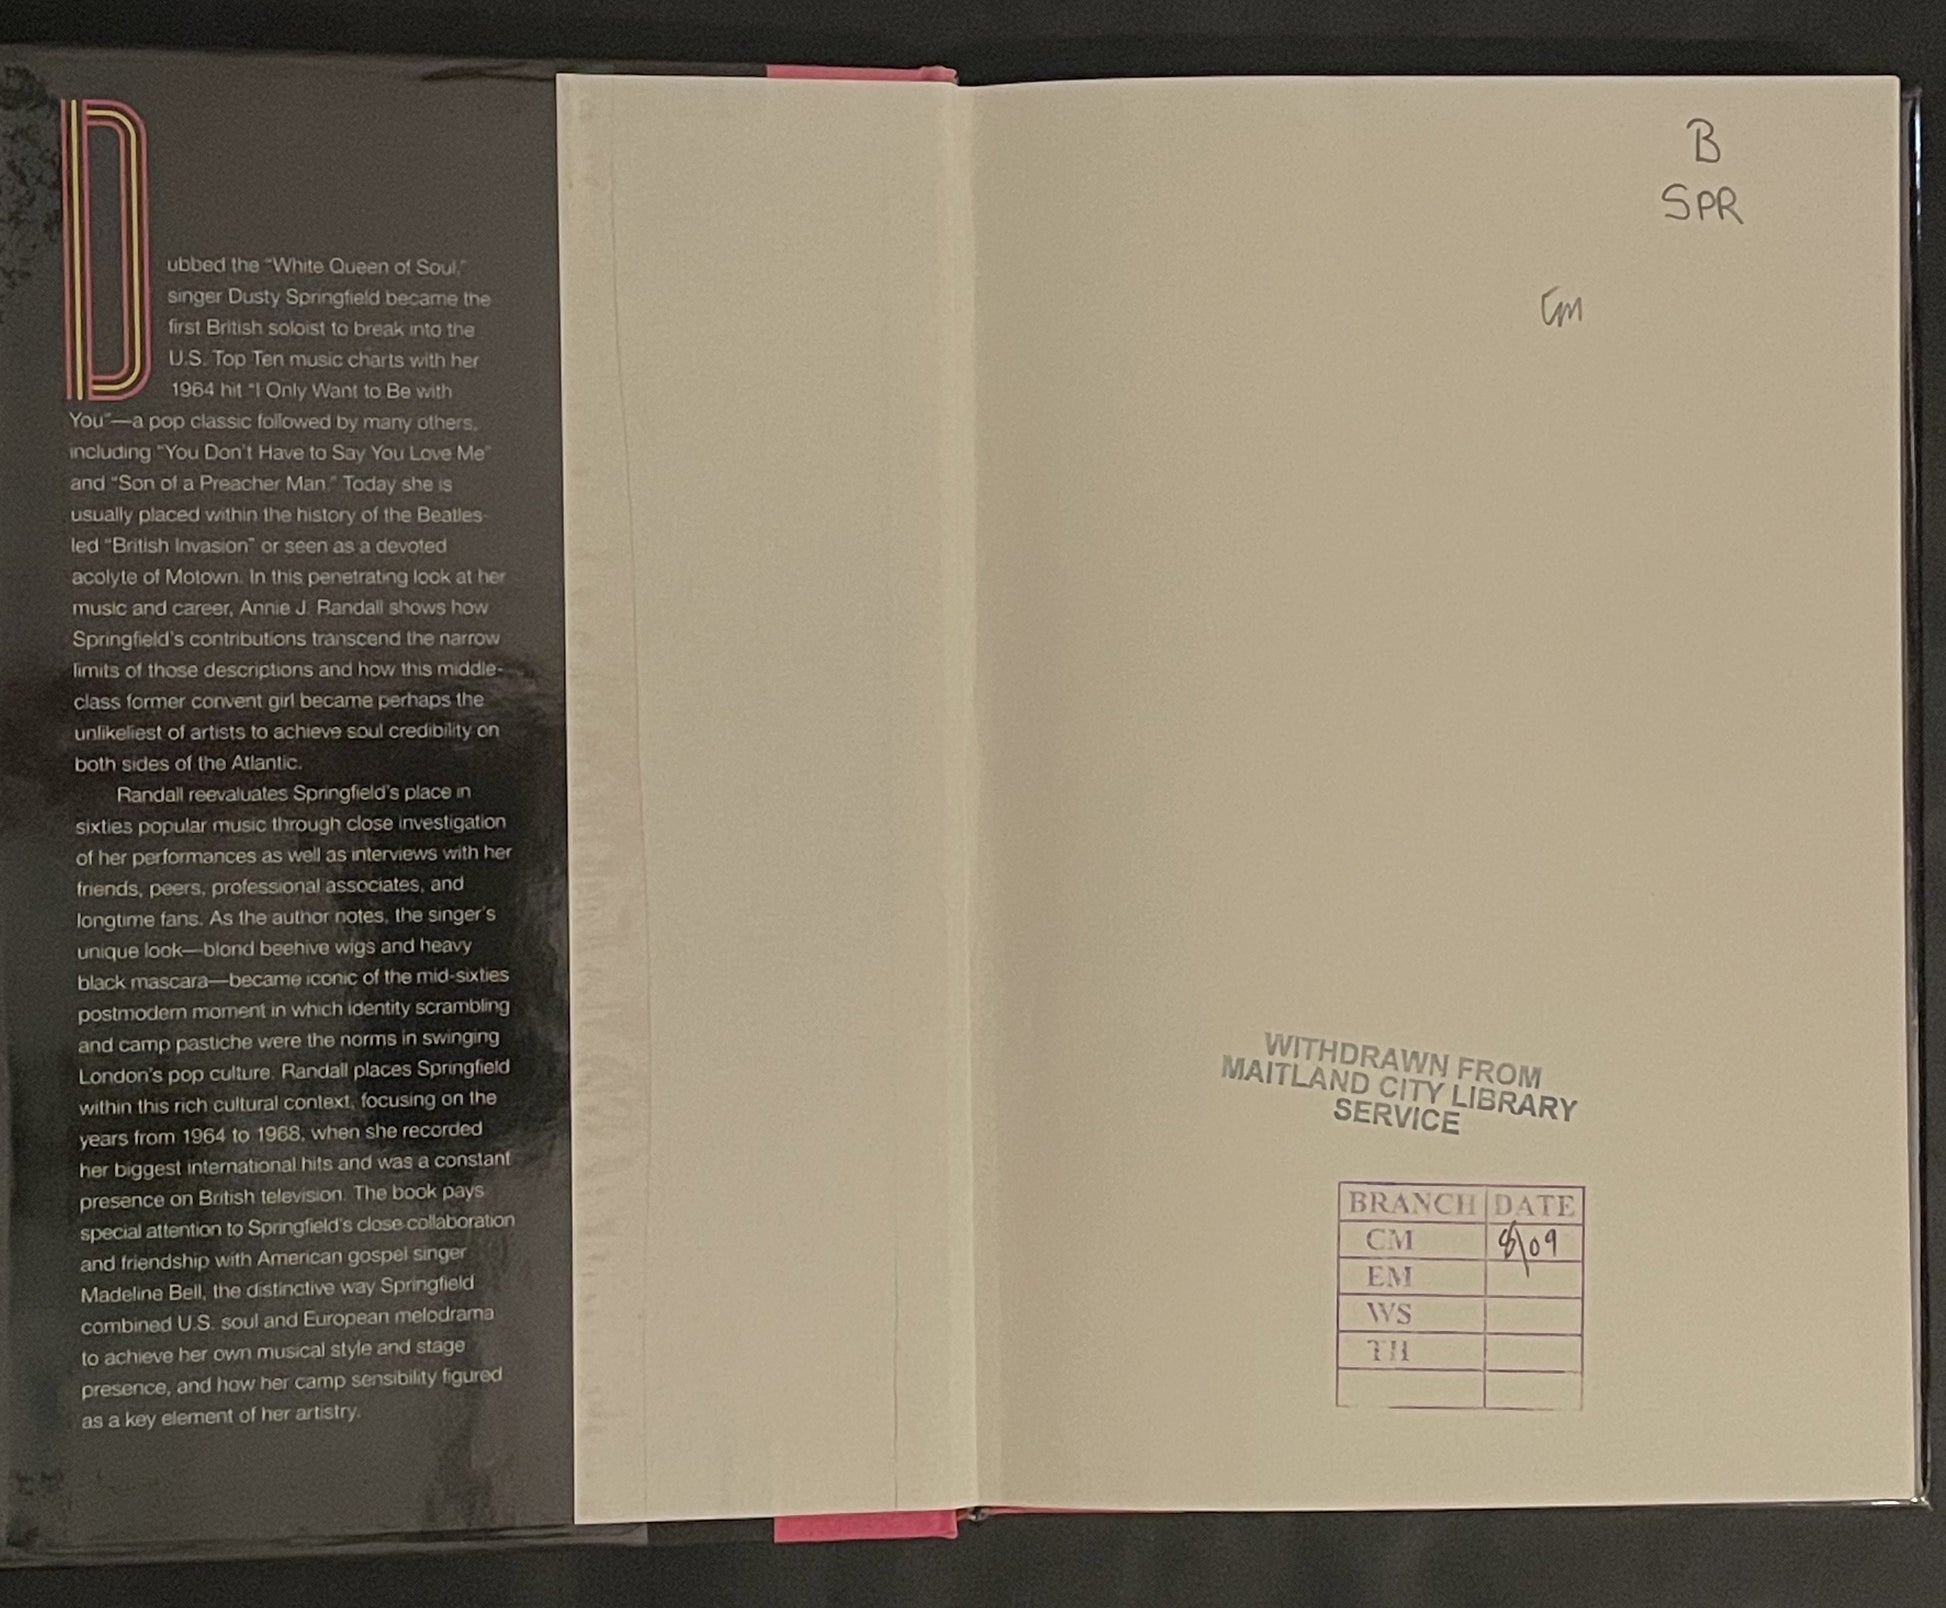 Dubbed the "White Queen of Soul,"
singer Dusty Springfield became the
first British soloist to break into the
U.S. Top Ten music charts with her
1964 hit "I Only Want to Be with
You"—a pop classic followed by many others,
including "You Don't Have to Say You Love Me"
and "Son of a Preacher Man." Today she is
usually placed within the history of the Beatles-
led "British Invasion" or seen as a devoted
acolyte of Motown. In this penetrating look at her
music and career, Annie J. Randall shows how
Springfield's contributions transcend the narrow
limits of those descriptions and how this middle-
class former convent girl became perhaps the
unlikeliest of artists to achieve soul credibility on
both sides of the Atlantic.
Randall reevaluates Springfield's place in
sixties popular music through close investigation
of her performances as well as interviews with her
friends, peers, professional associates, and
longtime fans. As the author notes, the singer's
unique look—blond beehive wigs and heavy
black mascara—became iconic of the mid-sixties
postmodern moment in which identity scrambling
and camp pastiche were the norms in swinging
London's pop culture. Randall places Springfield
within this rich cultural context, focusing on the
years from 1964 to 1968, when she recorded
her biggest international hits and was a constant
presence on British television. The book pays
special attention to Springfield's close collaboration
and friendship with American gospel singer
Madeline Bell, the distinctive way Springfield
combined U.S. soul and European melodrama
to achieve her own musical style and stage
presence, and how her camp sensibility figured
as a key element of her artistry.
B
SPR
CM
WITHDRAWN FROM
MAITLAND CITY LIBRARY
SERVICE
BRANCH DATE
CM 8\09
EM
WS
TH